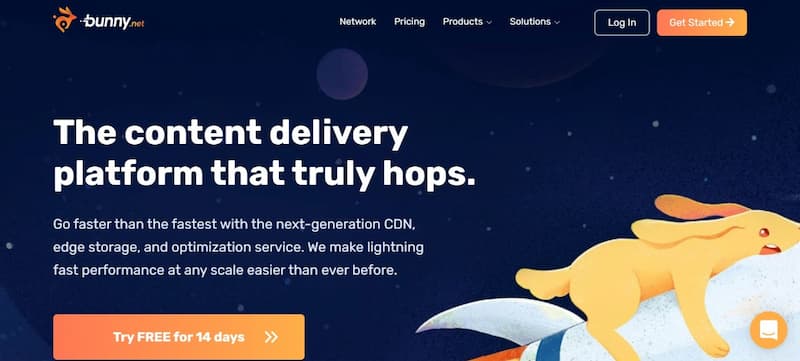 bunny.net
Network Pricing Products Solutions Log In Get Started
The content delivery
platform that truly hops.
Go faster than the fastest with the next-generation CDN,
edge storage, and optimization service. We make lightning
fast performance at any scale easier than ever before.
Try FREE for 14 days